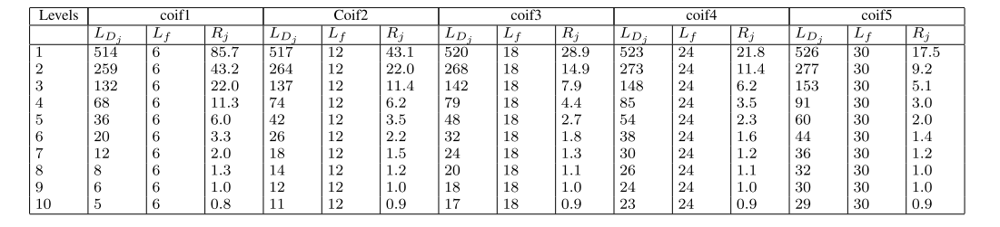 Levels coif1 Coif2 coif3 coif4 coif5
L_{D_j} L_f R_j L_{D_j} L_f R_j L_{D_j} L_f R_j L_{D_j} L_f R_j L_{D_j} L_f R_j
1 514 6 85.7 517 12 43.1 520 18 28.9 523 24 21.8 526 30 17.5
2 259 6 43.2 264 12 22.0 268 18 14.9 273 24 11.4 277 30 9.2
3 132 6 22.0 137 12 11.4 142 18 7.9 148 24 6.2 153 30 5.1
4 68 6 11.3 74 12 6.2 79 18 4.4 85 24 3.5 91 30 3.0
5 36 6 6.0 42 12 3.5 48 18 2.7 54 24 2.3 60 30 2.0
6 20 6 3.3 26 12 2.2 32 18 1.8 38 24 1.6 44 30 1.4
7 12 6 2.0 18 12 1.5 24 18 1.3 30 24 1.2 36 30 1.2
8 8 6 1.3 14 12 1.2 20 18 1.1 26 24 1.1 32 30 1.0
9 6 6 1.0 12 12 1.0 18 18 1.0 24 24 1.0 30 30 1.0
10 5 6 0.8 11 12 0.9 17 18 0.9 23 24 0.9 29 30 0.9